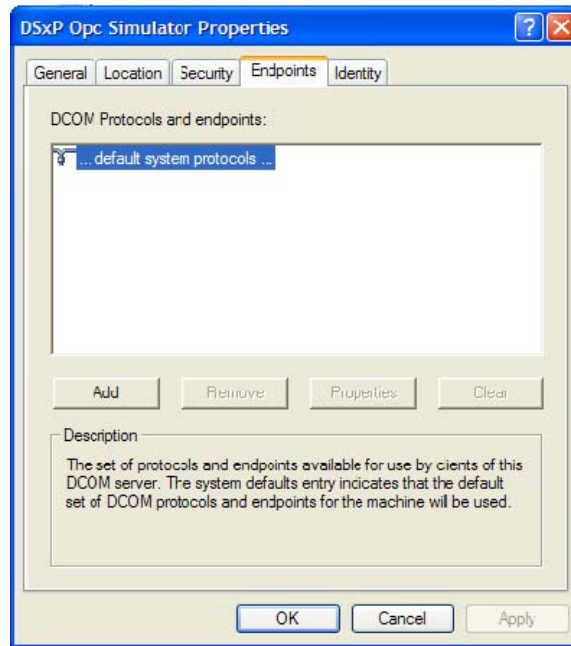 DSxP Opc Simulator Properties
General Location Security Endpoints Identity
DCOM Protocols and endpoints:
... default system protocols ...
Add Remove Properties Clear
Description
The set of protocols and endpoints available for use by clients of this
DCOM server. The system defaults entry indicates that the default
set of DCOM protocols and endpoints for the machine will be used.
OK Cancel Apply